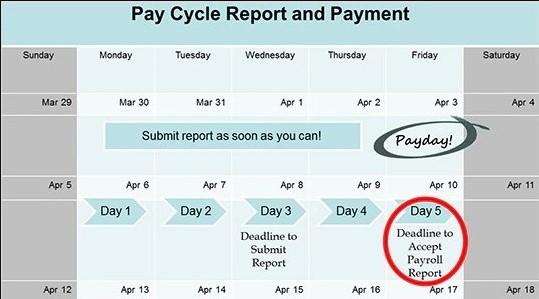 Pay Cycle Report and Payment
Sunday Monday Tuesday Wednesday Thursday Friday Saturday
Mar 29 Mar 30 Mar 31 Apr 1 Apr 2 Apr 3 Apr 4
Submit report as soon as you can! Payday!
Apr 5 Apr 6 Apr 7 Apr 8 Apr 9 Apr 10 Apr 11
Day 1 Day 2 Day 3 Day 4 Day 5
Deadline to
Submit
Report
Deadline to
Accept
Payroll
Report
Apr 12 Apr 13 Apr 14 Apr 15 Apr 16 Apr 17 Apr 18